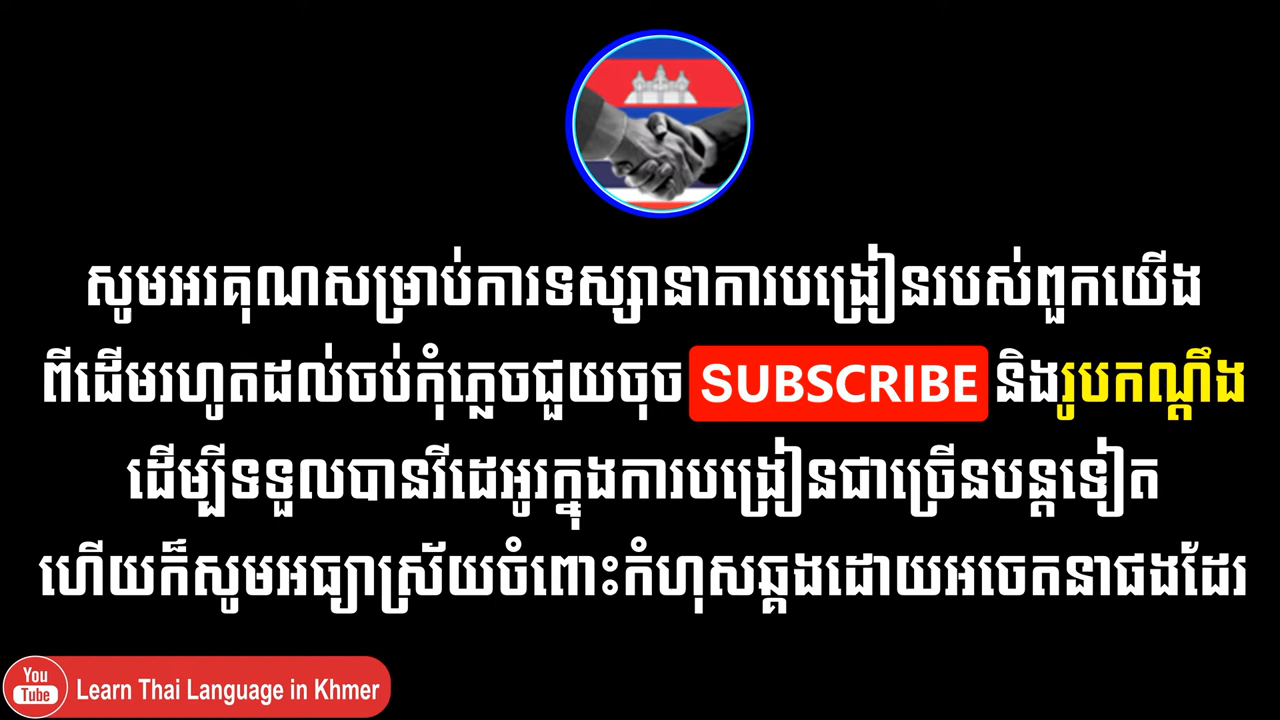 សូមអរគុណសម្រាប់ការទស្សានាការបង្រៀនរបស់ពួកយើង
ពីដើមរហូតដល់ចប់កុំភ្លេចជួយចុច SUBSCRIBE និងរូបកណ្តឹង
ដើម្បីទទួលបានវីដេអូរក្នុងការបង្រៀនជាច្រើនបន្តទៀត
ហើយក៏សូមអធ្យាស្រ័យចំពោះកំហុសឆ្គងដោយអចេតនាផងដែរ
You
Tube
Learn Thai Language in Khmer